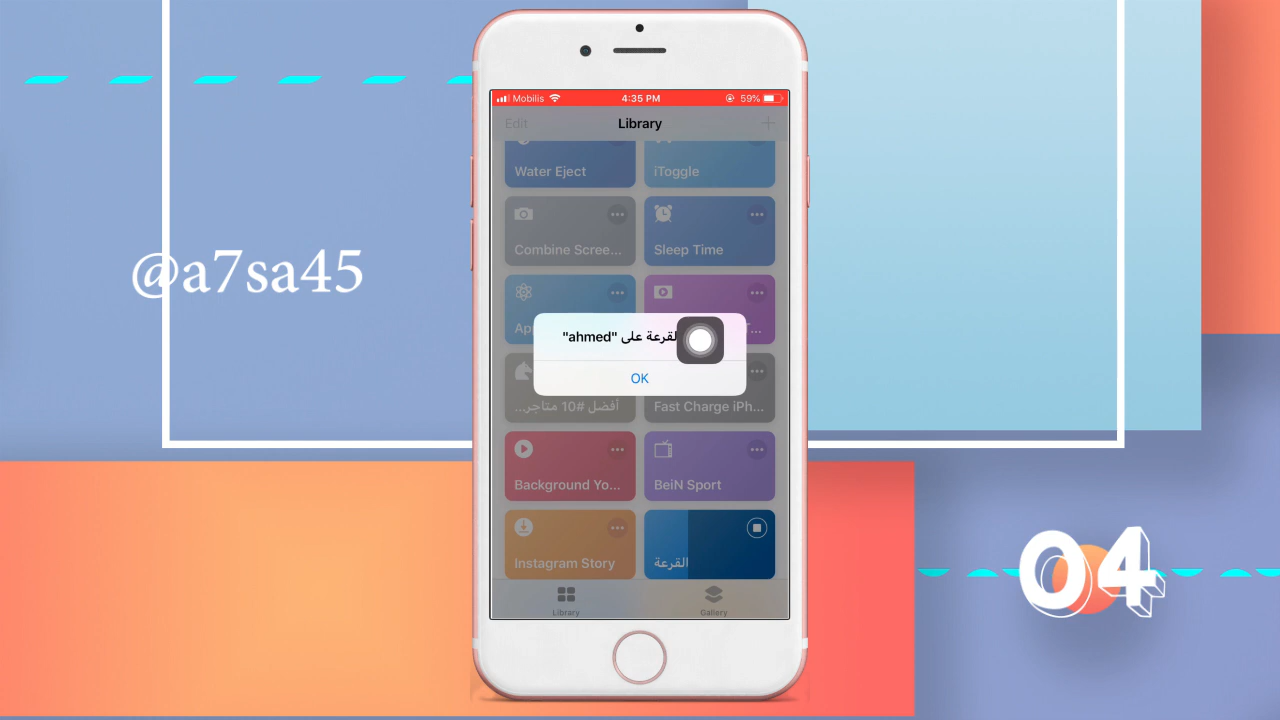 Mobilis 4:35 PM 59%
Edit Library +
Water Eject iToggle
Combine Scree... Sleep Time
القرعة على "ahmed"
OK
أفضل #10 متاجر... Fast Charge iPh...
Background Yo... BeiN Sport
Instagram Story القرعة
Library Gallery
@a7sa45
04